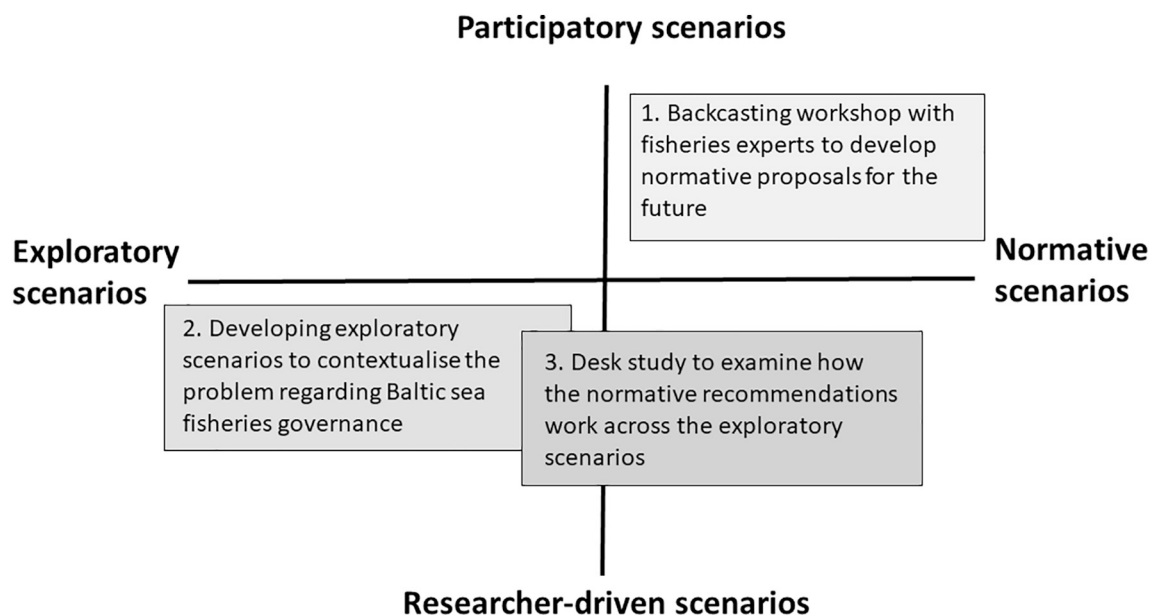 Participatory scenarios
1. Backcasting workshop with
fisheries experts to develop
normative proposals for the
future
Exploratory
scenarios
Normative
scenarios
2. Developing exploratory
scenarios to contextualise the
problem regarding Baltic sea
fisheries governance
3. Desk study to examine how
the normative recommendations
work across the exploratory
scenarios
Researcher-driven scenarios